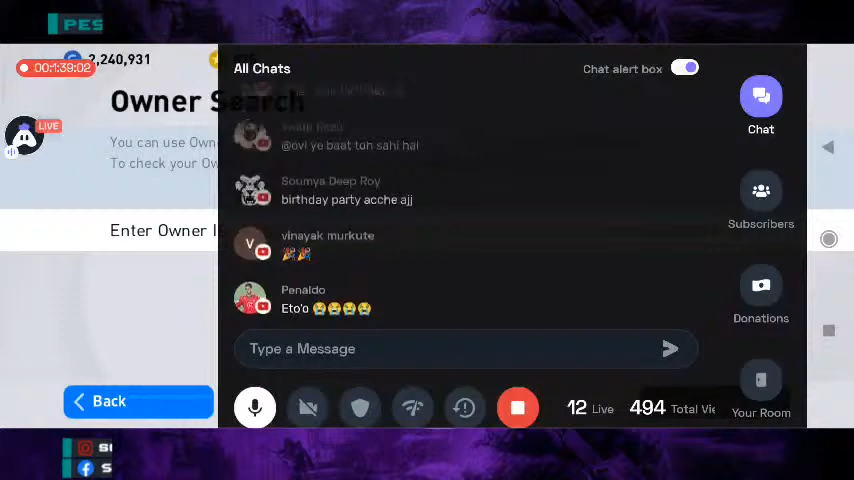 PES
2,240,931
00:1:39:02
All Chats
Chat alert box
Owner Search
LIVE
Chat
You can use Own
@ovi ye baat toh sahi hai
To check your Ow
Soumya Deep Roy
birthday party acche ajj
Subscribers
Enter Owner I
V
vinayak murkute
🎉🎉
Penaldo
Eto'o 😭😭😭😭
Donations
Type a Message
Back
12 Live
494 Total Vie
Your Room